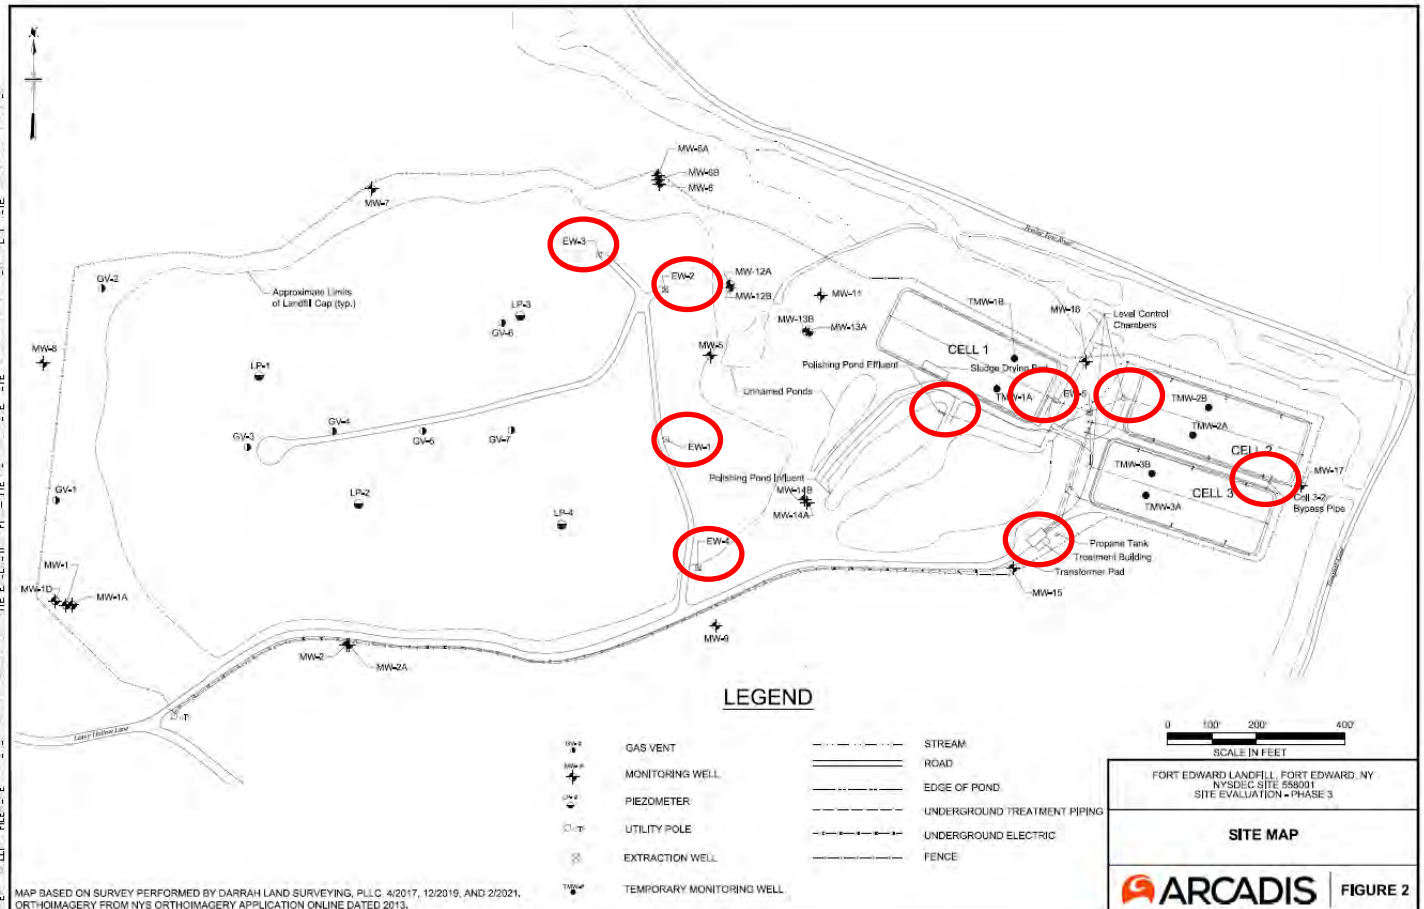 N
MW-6A
MW-6B
MW-6
MW-7
EW-3
EW-2
MW-12A
MW-12B
MW-11
GV-2
Approximate Limits
of Landfill Cap (typ.)
LP-3
GV-6
MW-13B
MW-13A
TMW-1B
MW-16
Level Control
Chambers
MW-8
MW-5
CELL 1
LP-1
Polishing Pond Effluent
Sludge Drying
Unnamed Ponds
TMW-1A
EW-5
TMW-2B
GV-4
GV-3
GV-5
GV-7
EW-1
TMW-2A
CELL 2
Polishing Pond Influent
TMW-3B
MW-17
GV-1
LP-2
MW-14B
MW-14A
CELL 3
TMW-3A
Cell 3-2
Bypass Pipe
LP-4
EW-4
Propane Tank
Treatment Building
Transformer Pad
MW-1
MW-1D
MW-1A
MW-15
MW-9
MW-2
MW-2A
Leavy Hollow Lane
LEGEND
GAS VENT
MONITORING WELL
PIEZOMETER
UTILITY POLE
EXTRACTION WELL
TEMPORARY MONITORING WELL
STREAM
ROAD
EDGE OF POND
UNDERGROUND TREATMENT PIPING
UNDERGROUND ELECTRIC
FENCE
0 100' 200' 400'
SCALE IN FEET
FORT EDWARD LANDFILL, FORT EDWARD, NY
NYSDEC SITE 558001
SITE EVALUATION - PHASE 3
SITE MAP
ARCADIS
FIGURE 2
MAP BASED ON SURVEY PERFORMED BY DARRAH LAND SURVEYING, PLLC 4/2017, 12/2019, AND 2/2021.
ORTHOIMAGERY FROM NYS ORTHOIMAGERY APPLICATION ONLINE DATED 2013.